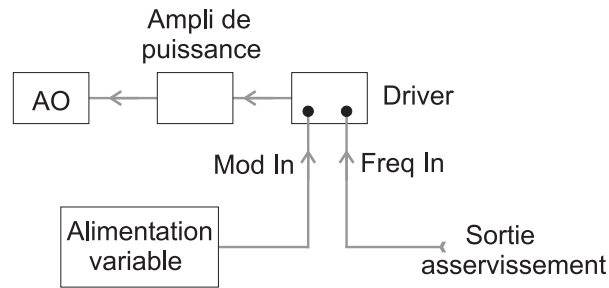 Ampli de
puissance
AO
Driver
Mod In
Freq In
Alimentation
variable
Sortie
asservissement